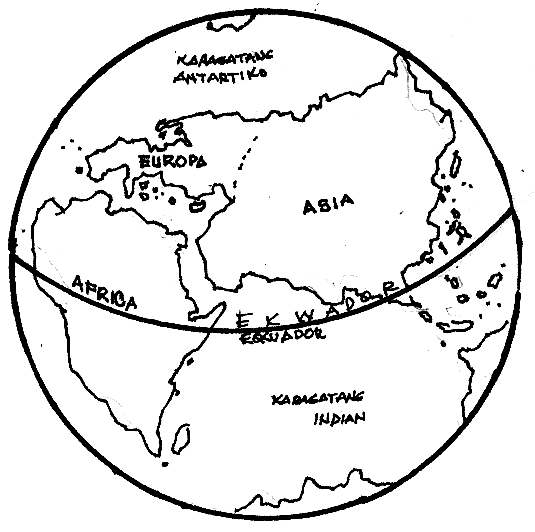 KARAGATANG
ANTARTIKO
EUROPA
ASIA
AFRICA
EKWADOR
EQUADOR
KARAGATANG
INDIAN